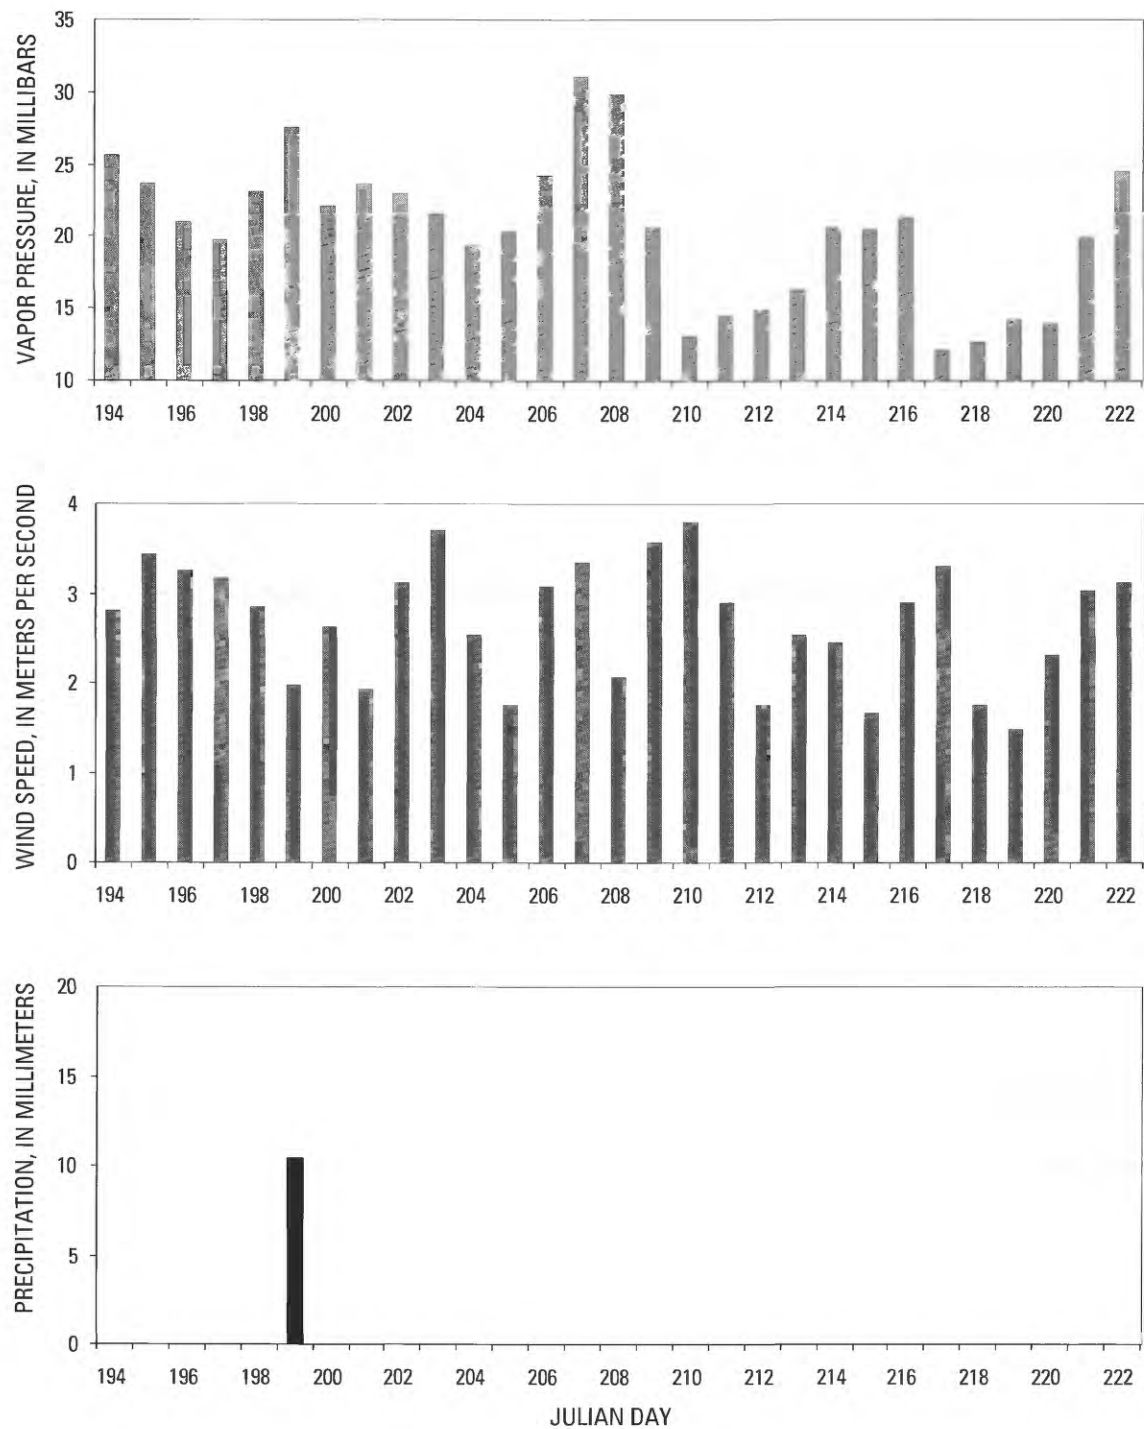 VAPOR PRESSURE, IN MILLIBARS
35
30
25
20
15
10
194 196 198 200 202 204 206 208 210 212 214 216 218 220 222
WIND SPEED, IN METERS PER SECOND
4
3
2
1
0
194 196 198 200 202 204 206 208 210 212 214 216 218 220 222
PRECIPITATION, IN MILLIMETERS
20
15
10
5
0
194 196 198 200 202 204 206 208 210 212 214 216 218 220 222
JULIAN DAY